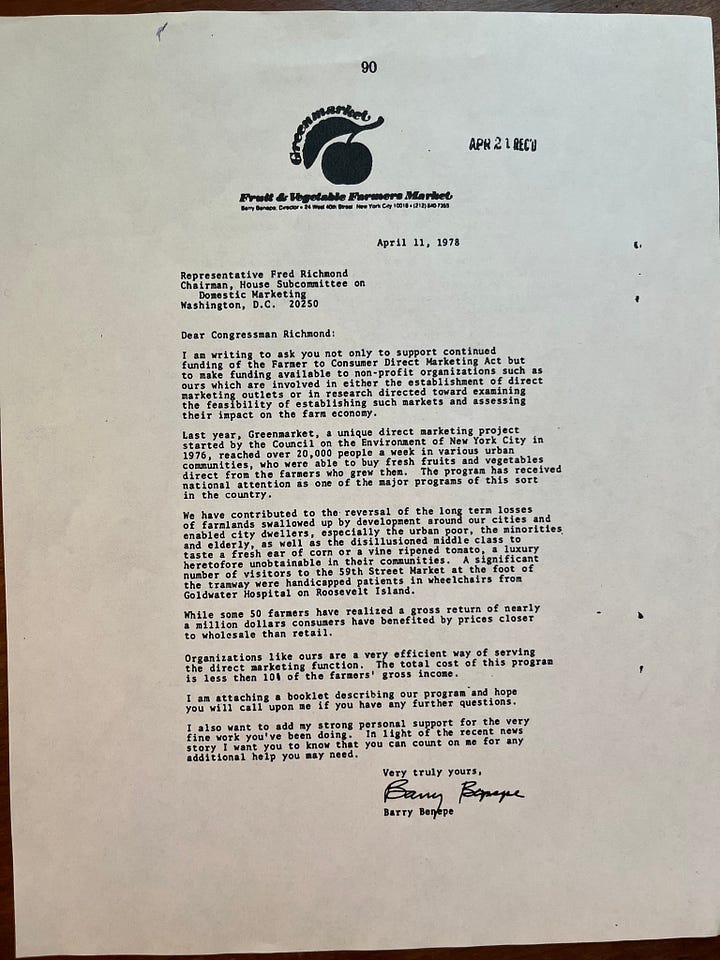 90
Greenmarket
APR 21 REC'D
Fruit & Vegetable Farmers Market
Barry Benepe, Director • 24 West 40th Street New York City 10018 • (212) 840-7355
April 11, 1978
Representative Fred Richmond
Chairman, House Subcommittee on
Domestic Marketing
Washington, D.C. 20250
Dear Congressman Richmond:
I am writing to ask you not only to support continued
funding of the Farmer to Consumer Direct Marketing Act but
to make funding available to non-profit organizations such as
ours which are involved in either the establishment of direct
marketing outlets or in research directed toward examining
the feasibility of establishing such markets and assessing
their impact on the farm economy.
Last year, Greenmarket, a unique direct marketing project
started by the Council on the Environment of New York City in
1976, reached over 20,000 people a week in various urban
communities, who were able to buy fresh fruits and vegetables
direct from the farmers who grew them. The program has received
national attention as one of the major programs of this sort
in the country.
We have contributed to the reversal of the long term losses
of farmlands swallowed up by development around our cities and
enabled city dwellers, especially the urban poor, the minorities
and elderly, as well as the disillusioned middle class to
taste a fresh ear of corn or a vine ripened tomato, a luxury
heretofore unobtainable in their communities. A significant
number of visitors to the 59th Street Market at the foot of
the tramway were handicapped patients in wheelchairs from
Goldwater Hospital on Roosevelt Island.
While some 50 farmers have realized a gross return of nearly
a million dollars consumers have benefited by prices closer
to wholesale than retail.
Organizations like ours are a very efficient way of serving
the direct marketing function. The total cost of this program
is less then 10% of the farmers' gross income.
I am attaching a booklet describing our program and hope
you will call upon me if you have any further questions.
I also want to add my strong personal support for the very
fine work you've been doing. In light of the recent news
story I want you to know that you can count on me for any
additional help you may need.
Very truly yours,
Barry Benepe
Barry Benepe